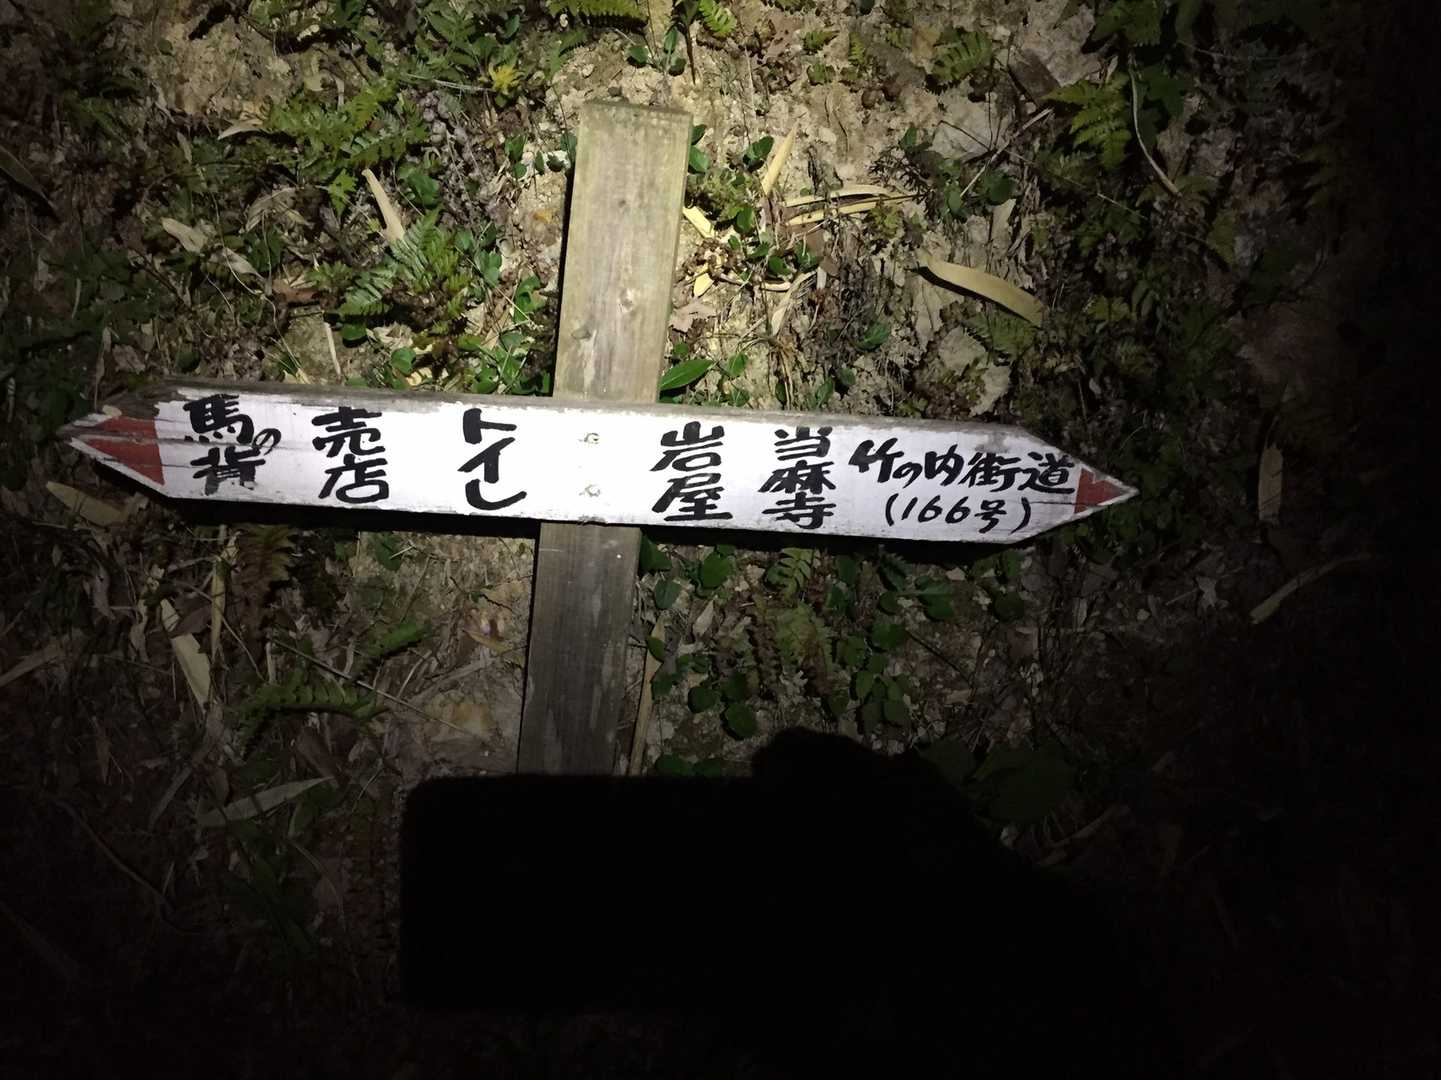 馬の背
売店
トイレ
岩屋
当麻寺
竹の内街道
(166号)